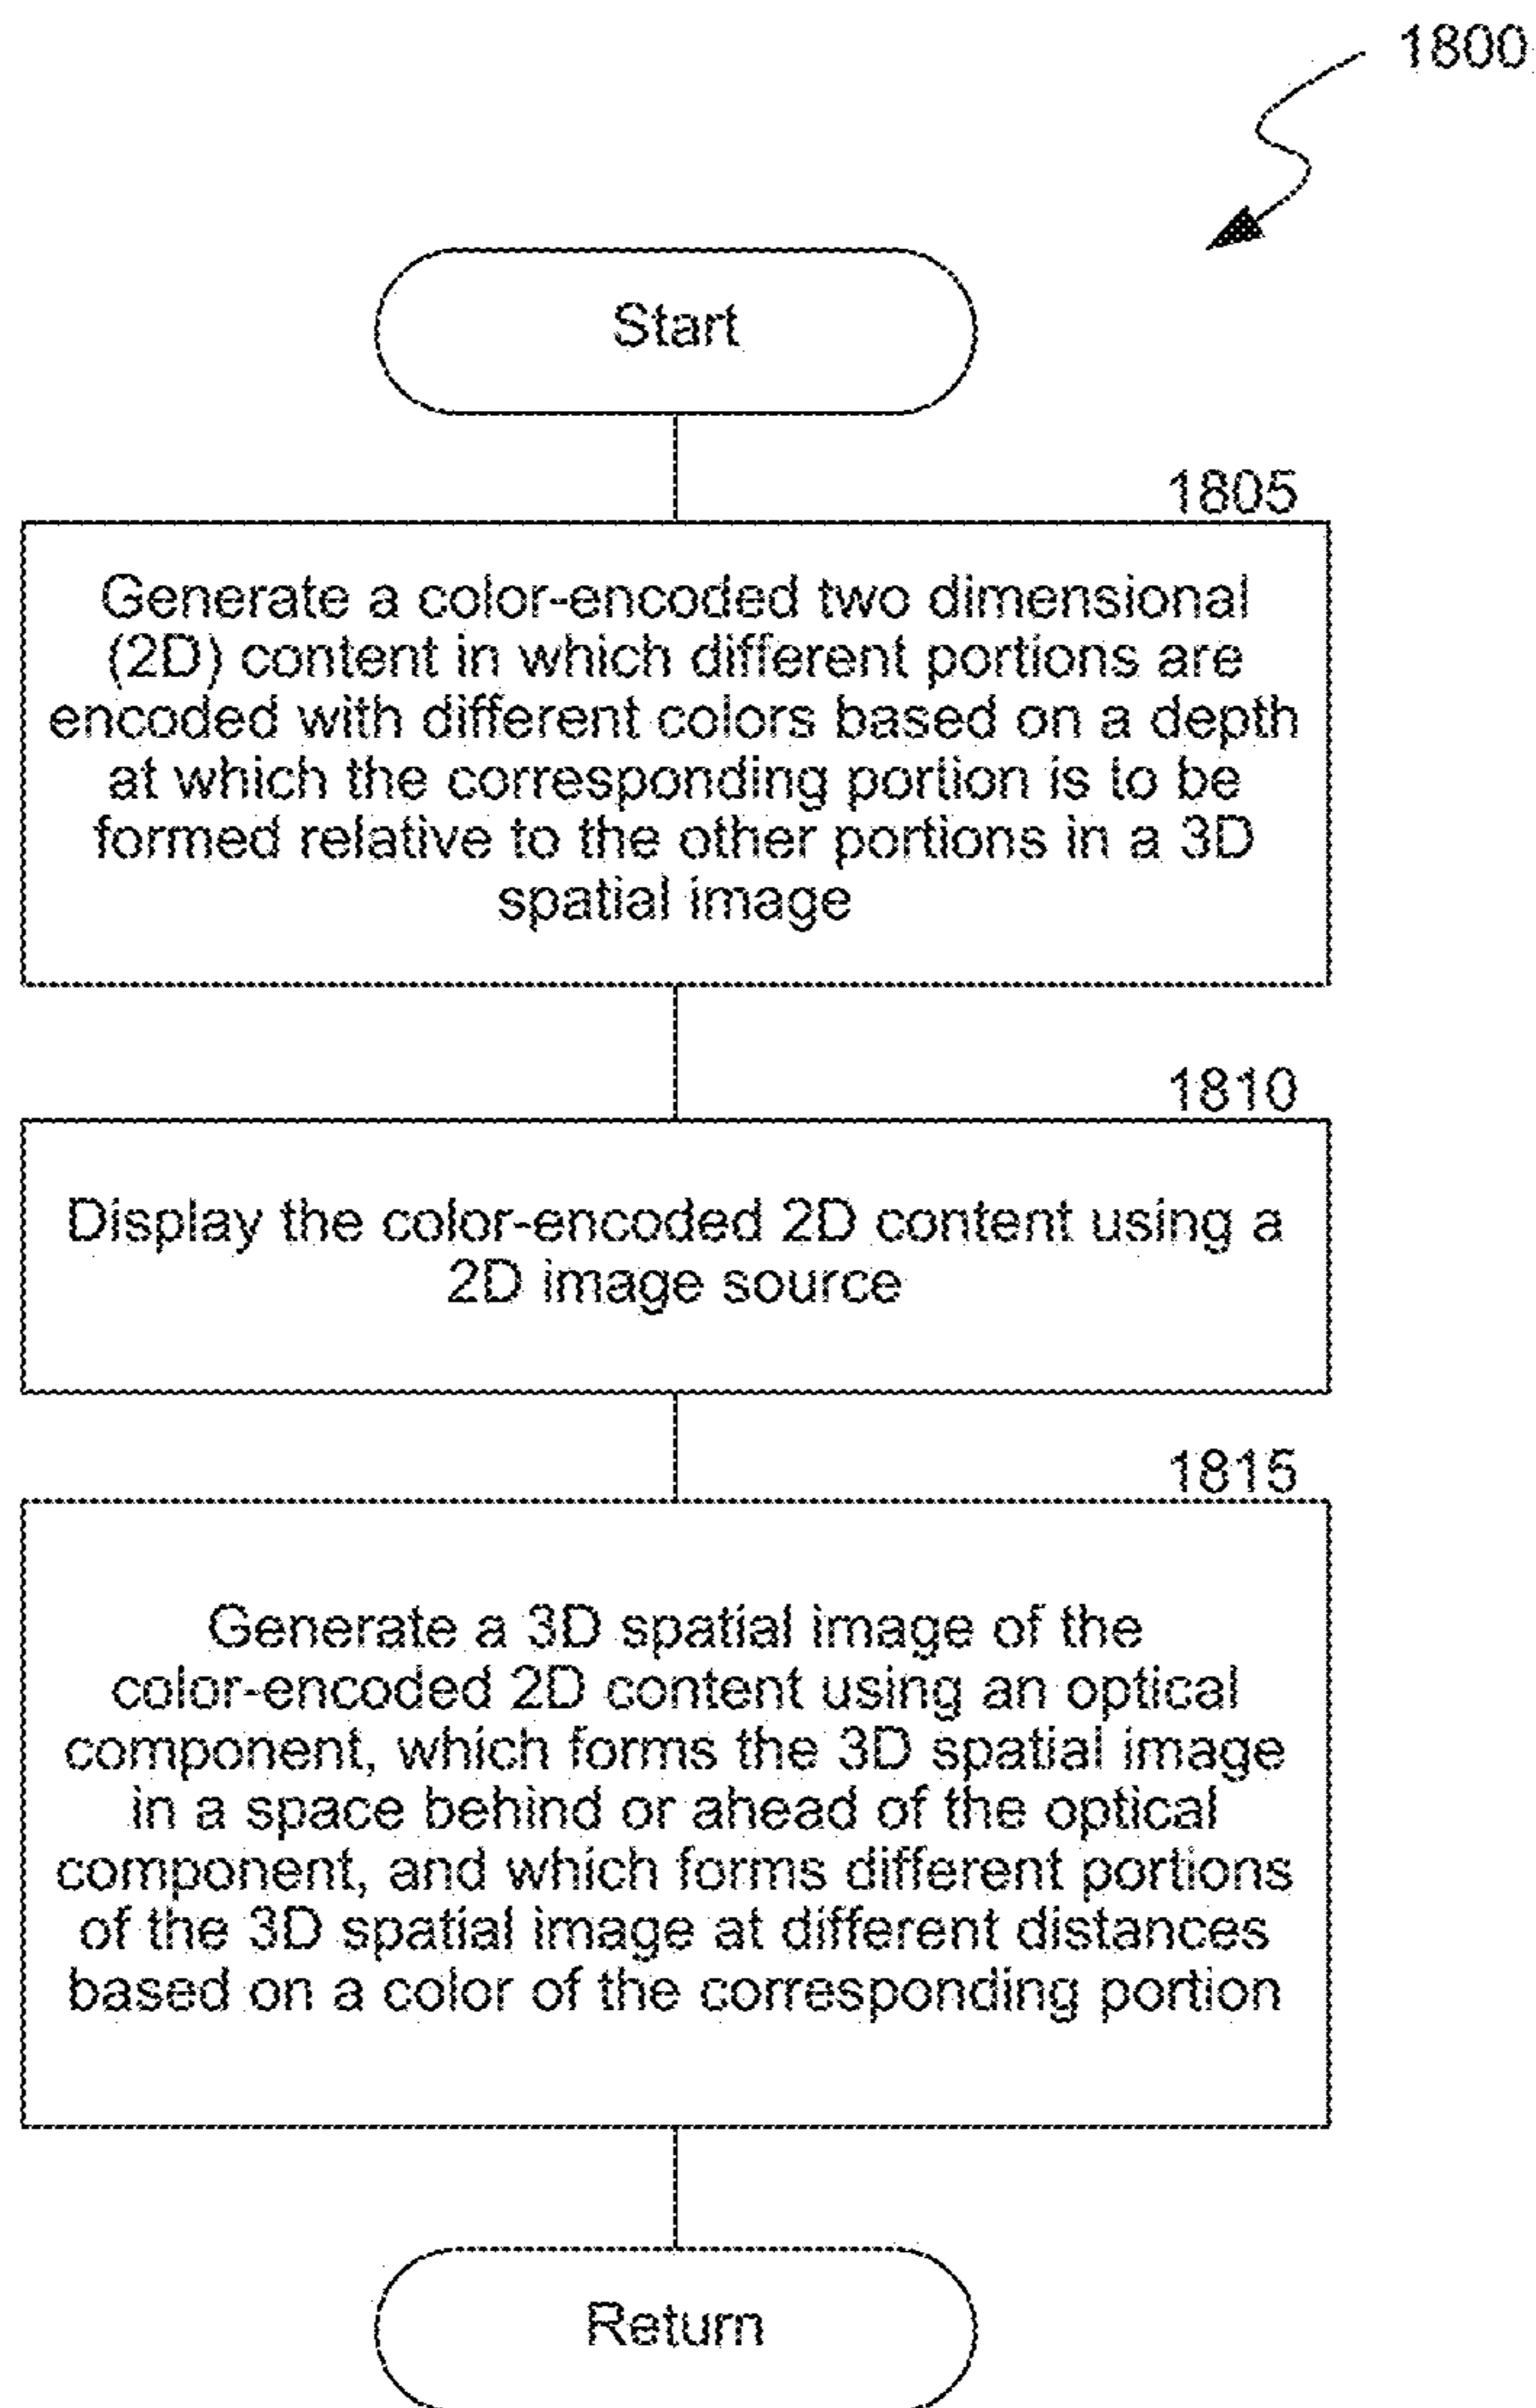 1800
Start
1805
Generate a color-encoded two dimensional
(2D) content in which different portions are
encoded with different colors based on a depth
at which the corresponding portion is to be
formed relative to the other portions in a 3D
spatial image
1810
Display the color-encoded 2D content using a
2D image source
1815
Generate a 3D spatial image of the
color-encoded 2D content using an optical
component, which forms the 3D spatial image
in a space behind or ahead of the optical
component, and which forms different portions
of the 3D spatial image at different distances
based on a color of the corresponding portion
Return